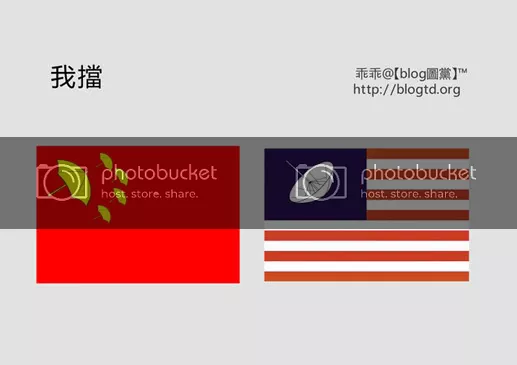 我擋
乖乖@【blog圖黨】™
http://blogtd.org
photobucket
host. store. share.
photobucket
host. store. share.